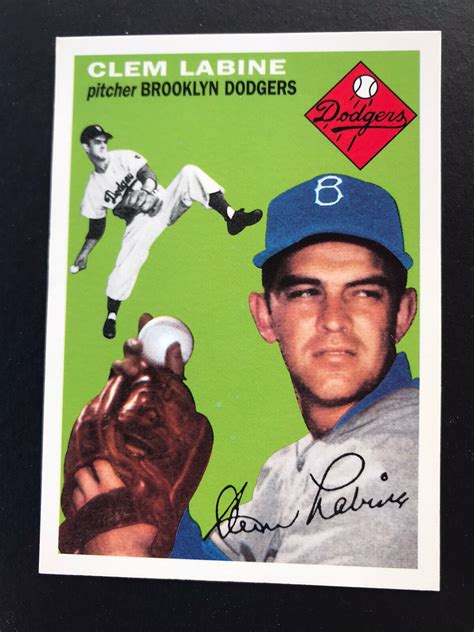 CLEM LABINE
pitcher BROOKLYN DODGERS
Dodgers
Dodgers
B
Clem Labine